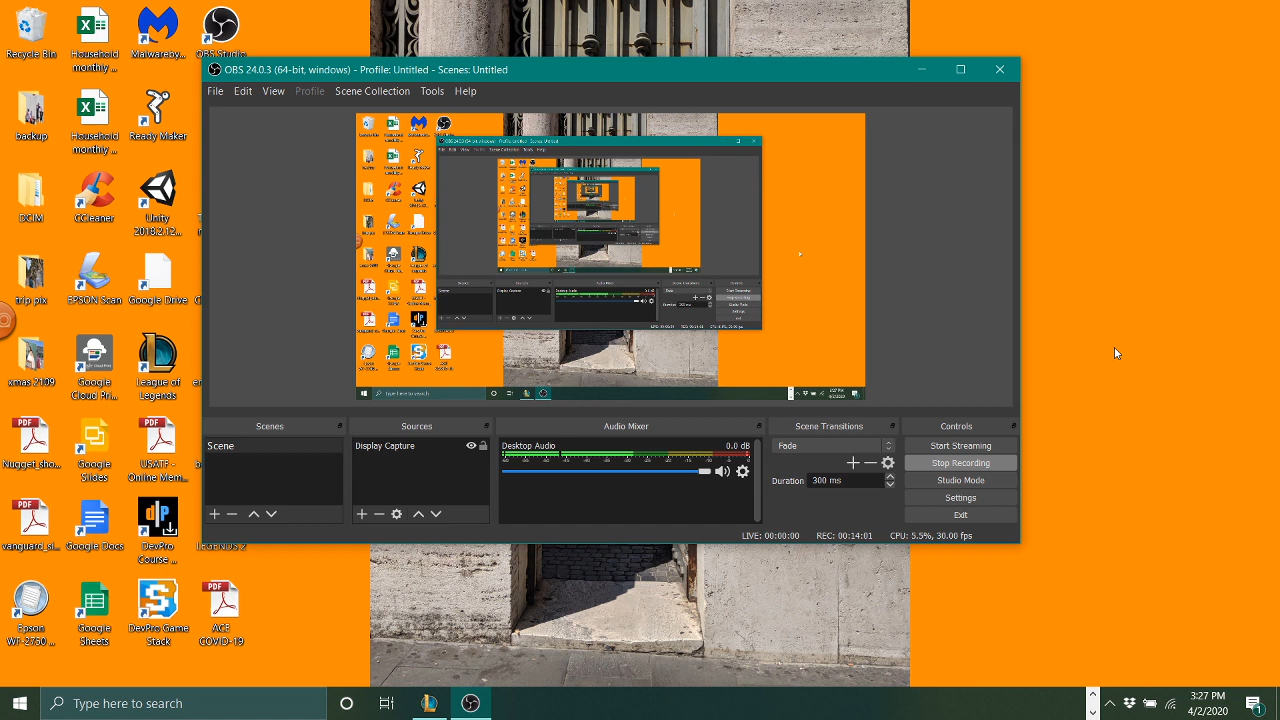 Recycle Bin
Household
monthly ...
Malwareby...
OBS Studio
backup
Household
monthly ...
Ready Maker
DCIM
CCleaner
Unity
2018.2.12...
trip pix
EPSON Scan
Google Drive
xmas 2109
Google
Cloud Pri...
League of
Legends
Nugget_sho...
Google
Slides
USATF -
Online Mem...
vanguard_si...
Google Docs
DevPro
Course ...
LEGENDS 2
Epson
WF-2750 ...
Google
Sheets
DevPro Game
Stack
ACE
COVID-19
OBS 24.0.3 (64-bit, windows) - Profile: Untitled - Scenes: Untitled
File Edit View Profile Scene Collection Tools Help
Scenes
Scene
Sources
Display Capture
Audio Mixer
Desktop Audio 0.0 dB
Scene Transitions
Fade
Duration 300 ms
Controls
Start Streaming
Stop Recording
Studio Mode
Settings
Exit
LIVE: 00:00:00 REC: 00:14:01 CPU: 5.5%, 30.00 fps
Type here to search
3:27 PM
4/2/2020
1